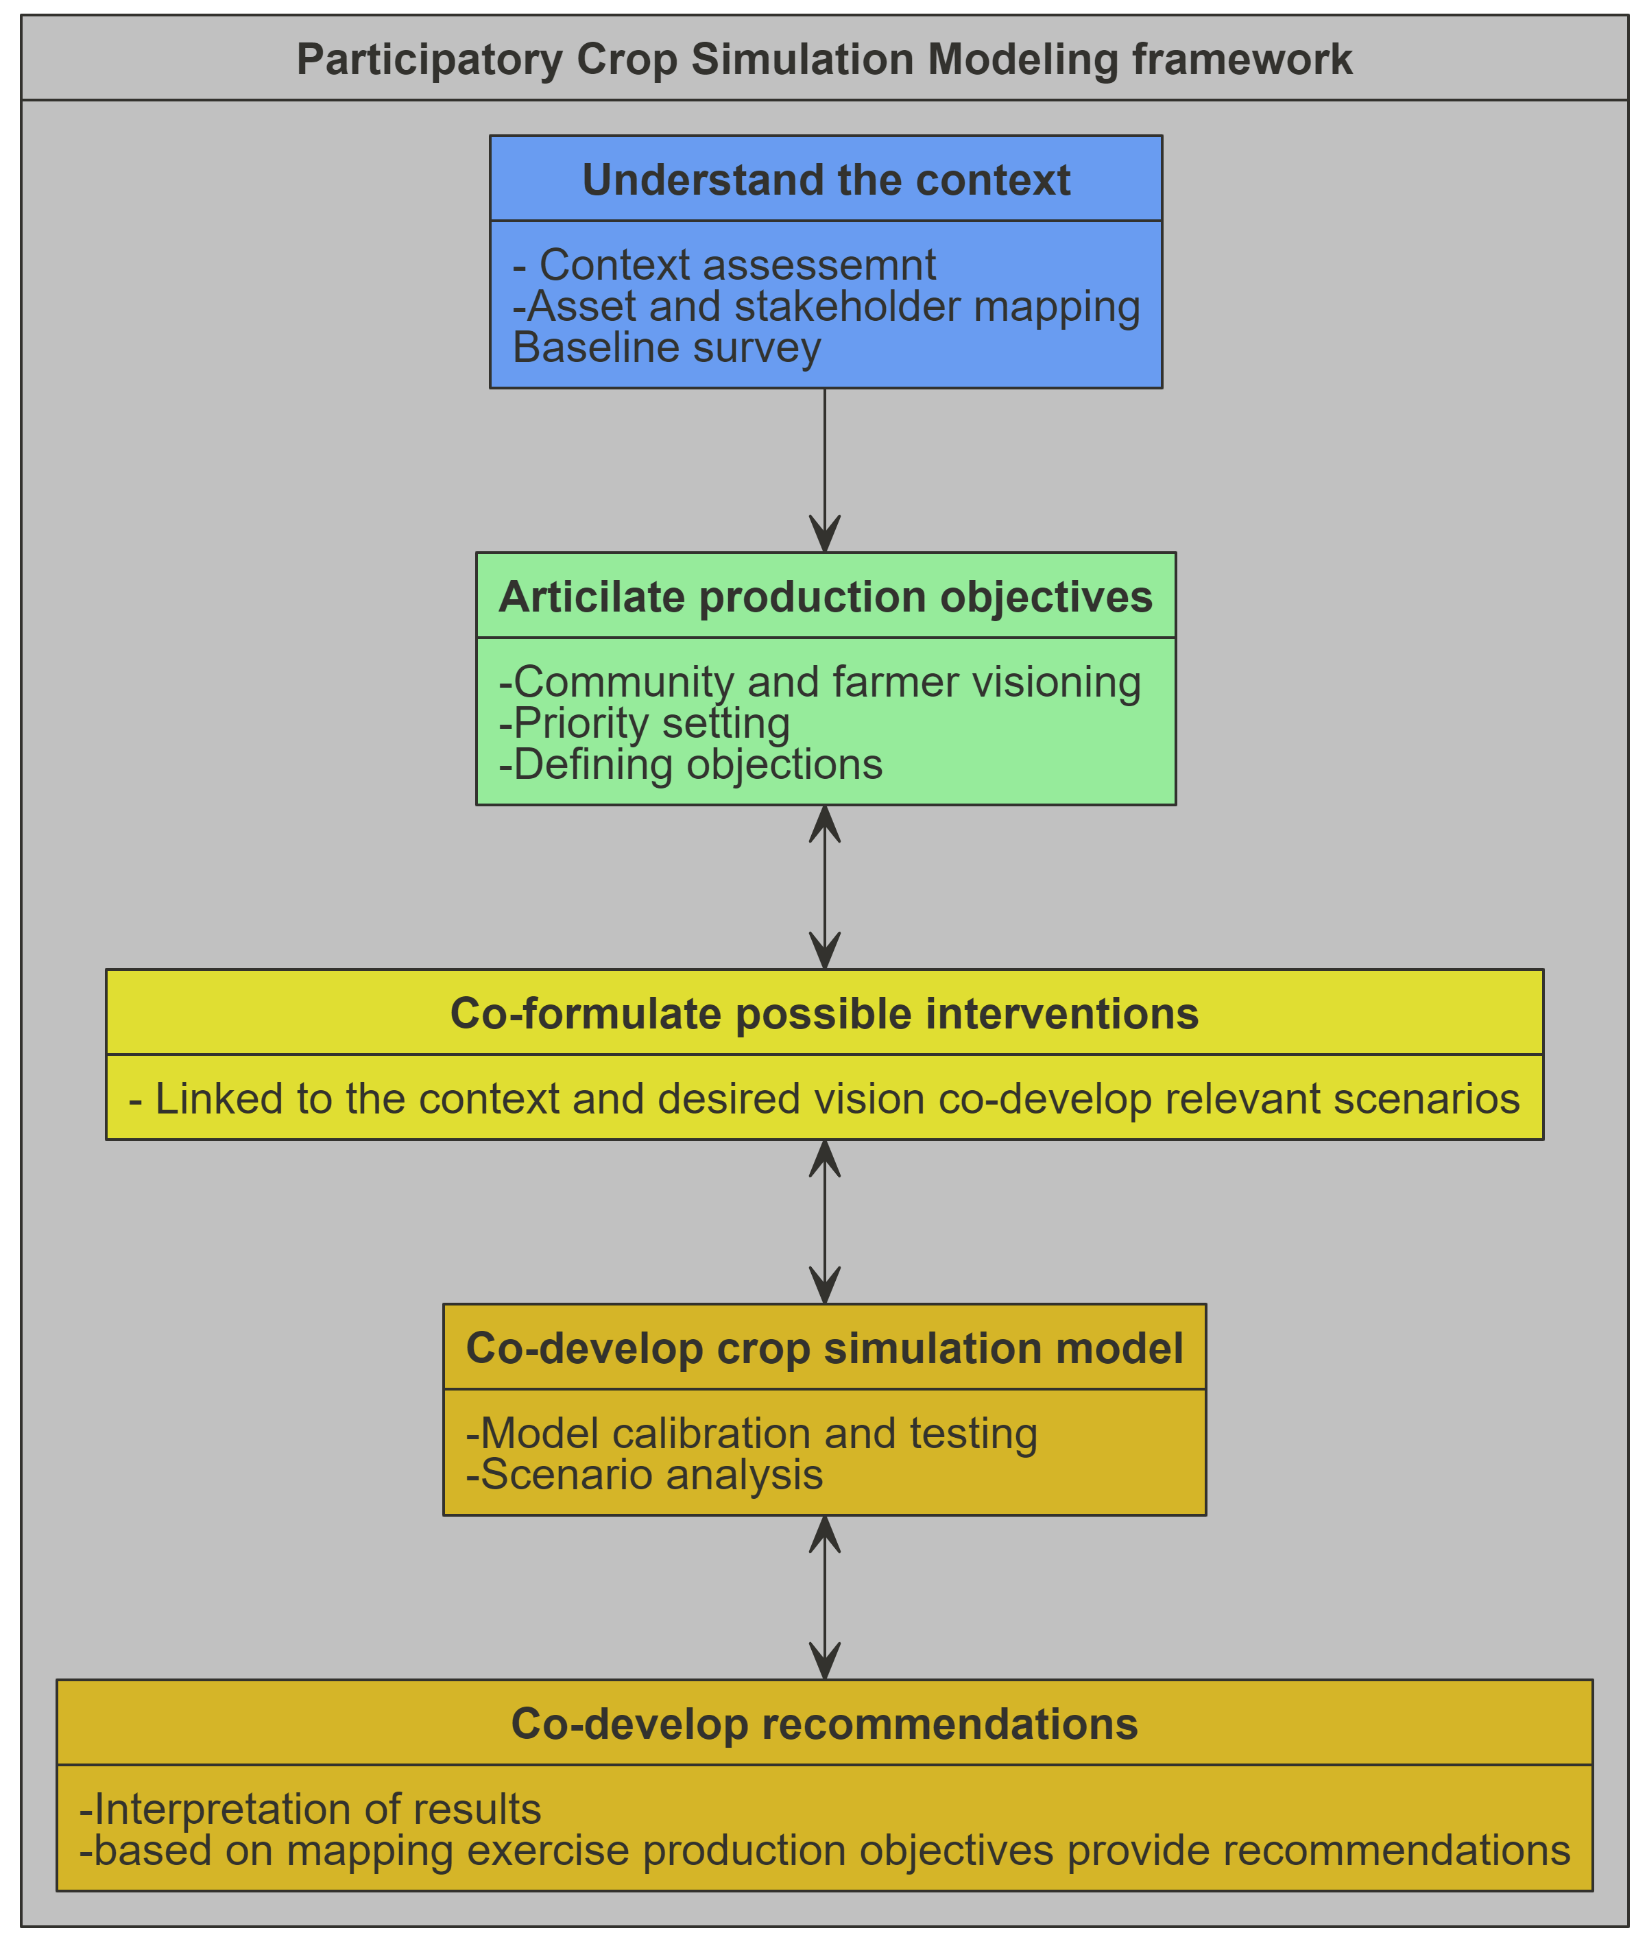 Participatory Crop Simulation Modeling framework
Understand the context
- Context assessemnt
-Asset and stakeholder mapping
Baseline survey
Articilate production objectives
-Community and farmer visioning
-Priority setting
-Defining objections
Co-formulate possible interventions
- Linked to the context and desired vision co-develop relevant scenarios
Co-develop crop simulation model
-Model calibration and testing
-Scenario analysis
Co-develop recommendations
-Interpretation of results
-based on mapping exercise production objectives provide recommendations